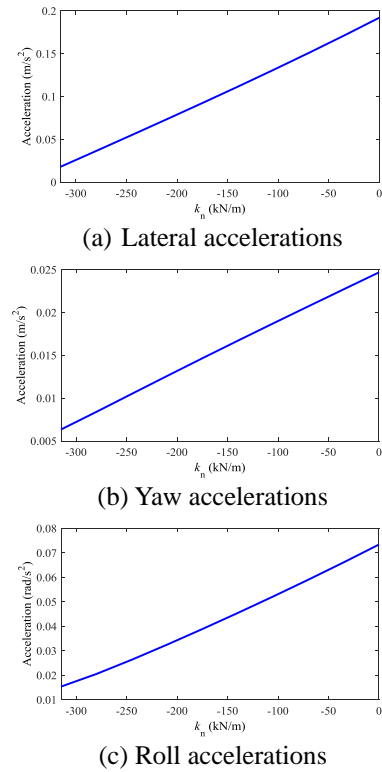 0.2
0.15
0.1
0.05
0
Acceleration (m/s²)
-300 -250 -200 -150 -100 -50 0
kₙ (kN/m)
(a) Lateral accelerations
0.025
0.02
0.015
0.01
0.005
Acceleration (m/s²)
-300 -250 -200 -150 -100 -50 0
kₙ (kN/m)
(b) Yaw accelerations
0.08
0.07
0.06
0.05
0.04
0.03
0.02
0.01
Acceleration (rad/s²)
-300 -250 -200 -150 -100 -50 0
kₙ (kN/m)
(c) Roll accelerations